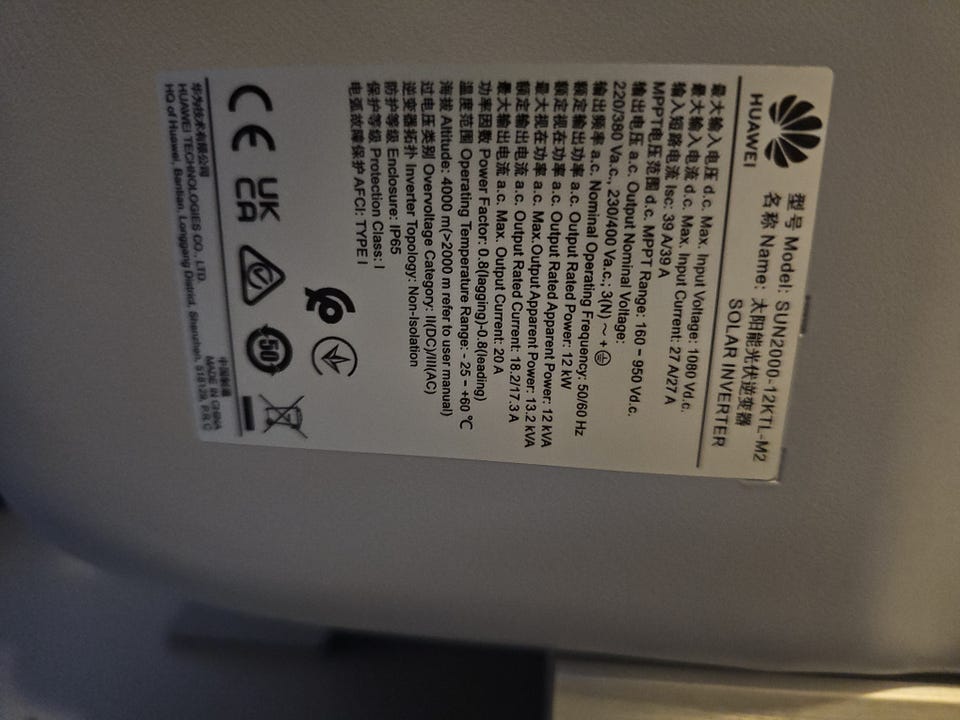 HUAWEI
型号 Model: SUN2000-12KTL-M2
名称 Name: 太阳能光伏逆变器
SOLAR INVERTER
最大输入电压 d.c. Max. Input Voltage: 1080 Vd.c.
最大输入电流 d.c. Max. Input Current: 27 A/27 A
输入短路电流 Isc: 39 A/39 A
MPPT电压范围 d.c. MPPT Range: 160 – 950 Vd.c.
输出电压 a.c. Output Nominal Voltage:
220/380 Va.c., 230/400 Va.c.; 3(N) ~ +
输出频率 a.c. Nominal Operating Frequency: 50/60 Hz
额定输出功率 a.c. Output Rated Power: 12 kW
额定视在功率 a.c. Output Rated Apparent Power: 12 kVA
最大视在功率 a.c. Max.Output Apparent Power: 13.2 kVA
额定输出电流 a.c. Output Rated Current: 18.2/17.3 A
最大输出电流 a.c. Max. Output Current: 20 A
功率因数 Power Factor: 0.8(lagging)-0.8(leading)
温度范围 Operating Temperature Range: - 25 – +60 ℃
海拔 Altitude: 4000 m(>2000 m refer to user manual)
过电压类别 Overvoltage Category: II(DC)/III(AC)
逆变器拓扑 Inverter Topology: Non-Isolation
防护等级 Enclosure: IP65
保护等级 Protection Class: I
电弧故障保护 AFCI: TYPE I
CE UK CA 50
华为技术有限公司 中国制造
HUAWEI TECHNOLOGIES CO., LTD. MADE IN CHINA
HQ of Huawei, Bantian, Longgang District, Shenzhen, 518129, P.R.C